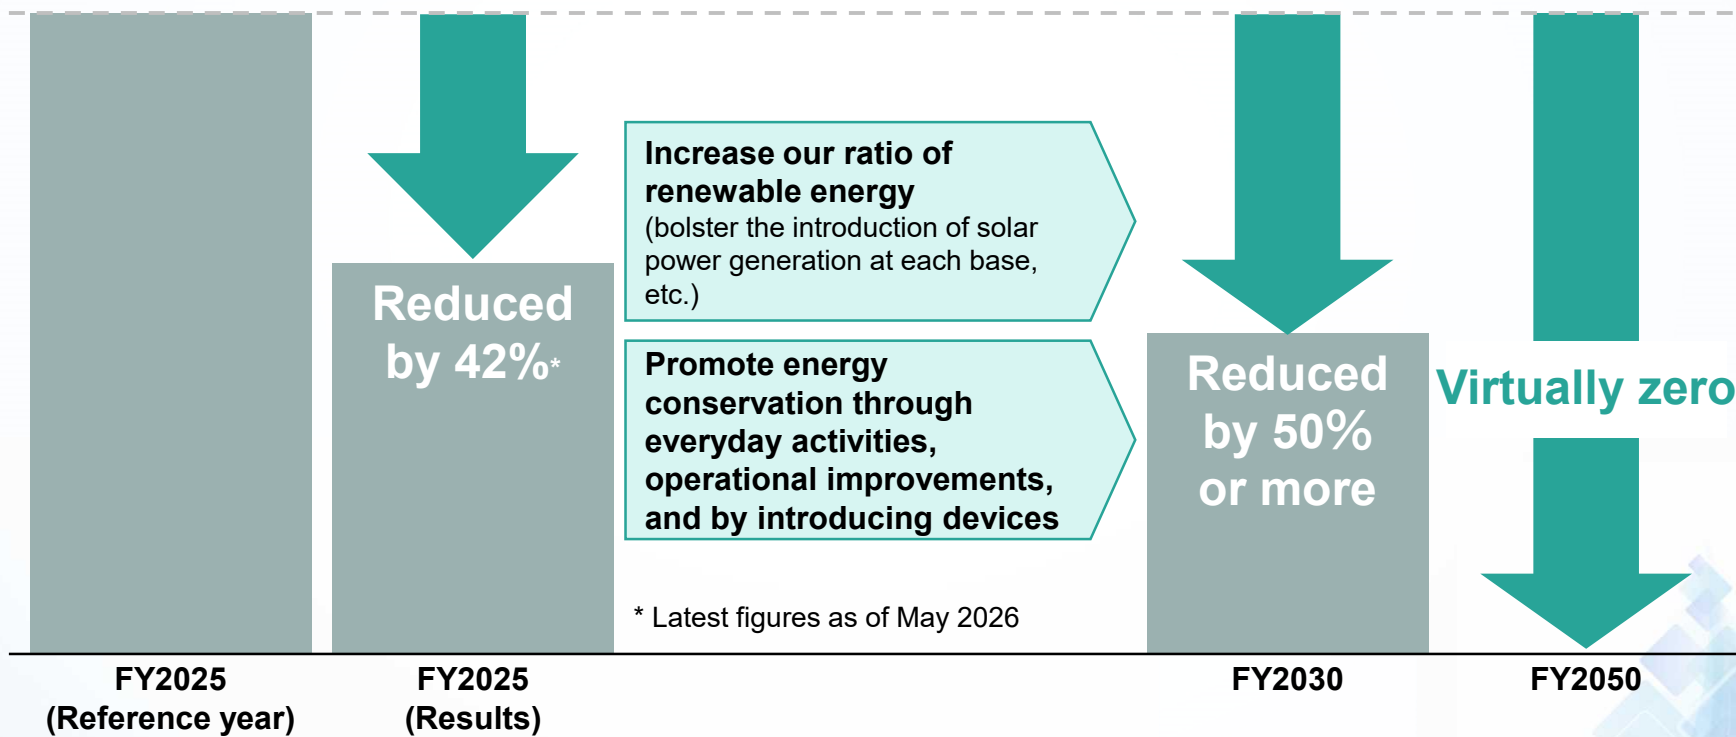 Reduced
by 42%*
Increase our ratio of
renewable energy
(bolster the introduction of solar
power generation at each base,
etc.)
Promote energy
conservation through
everyday activities,
operational improvements,
and by introducing devices
* Latest figures as of May 2026
Reduced
by 50%
or more
Virtually zero
FY2025
(Reference year)
FY2025
(Results)
FY2030
FY2050